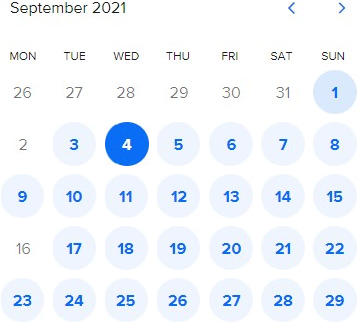 September 2021
MON TUE WED THU FRI SAT SUN
26 27 28 29 30 31 1
2 3 4 5 6 7 8
9 10 11 12 13 14 15
16 17 18 19 20 21 22
23 24 25 26 27 28 29